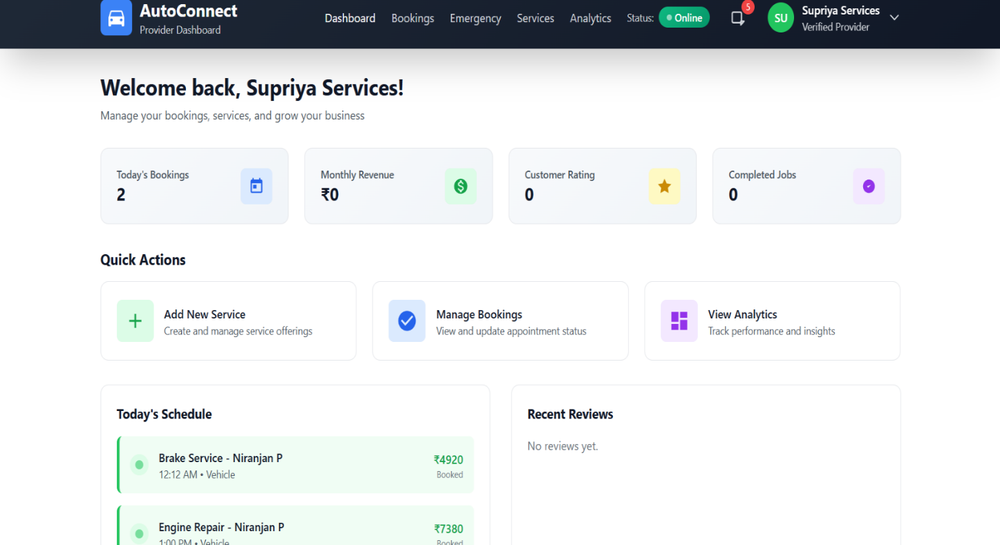 AutoConnect
Provider Dashboard
Dashboard Bookings Emergency Services Analytics Status: Online 5 SU Supriya Services
Verified Provider
Welcome back, Supriya Services!
Manage your bookings, services, and grow your business
Today's Bookings
2
Monthly Revenue
₹0
Customer Rating
0
Completed Jobs
0
Quick Actions
Add New Service
Create and manage service offerings
Manage Bookings
View and update appointment status
View Analytics
Track performance and insights
Today's Schedule
Brake Service - Niranjan P
12:12 AM • Vehicle
₹4920
Booked
Engine Repair - Niranjan P
1:00 PM • Vehicle
₹7380
Booked
Recent Reviews
No reviews yet.